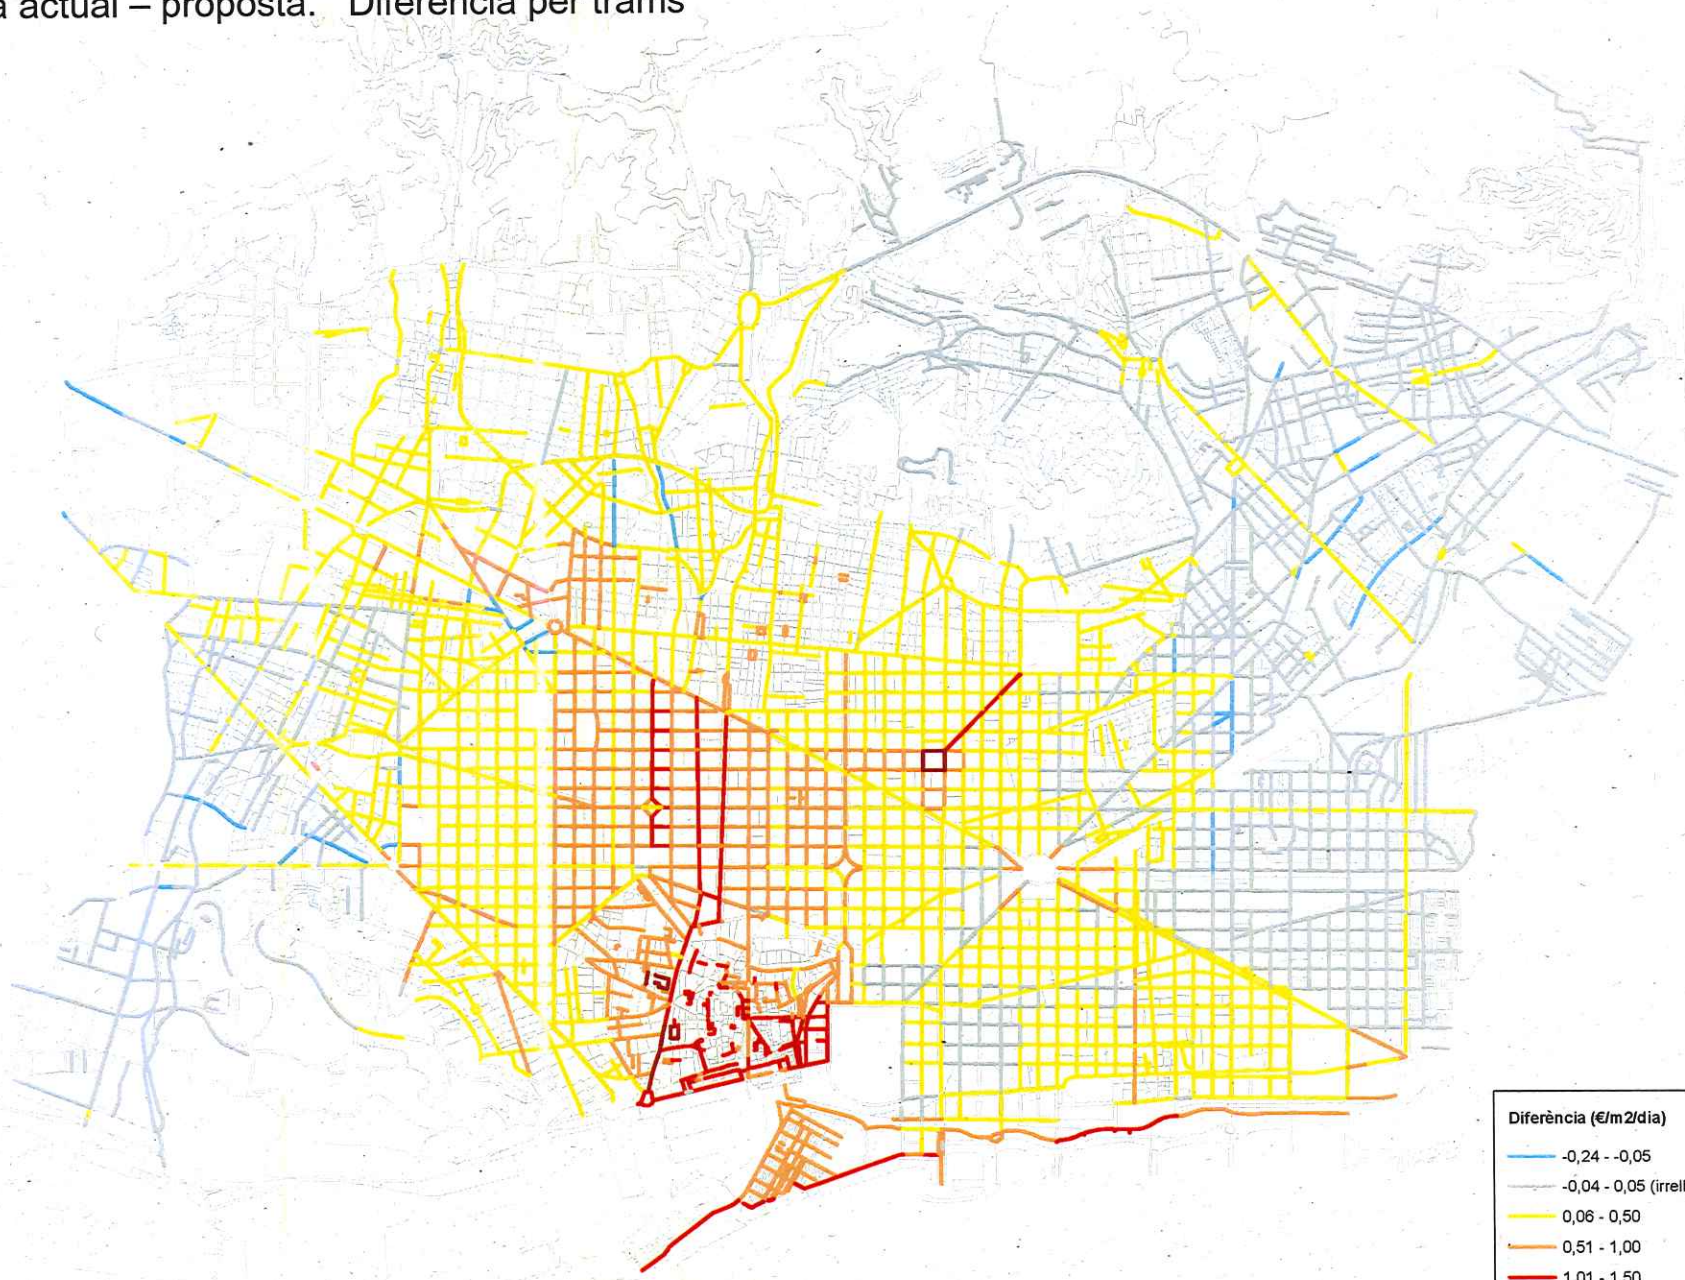 a actual – proposta. Diferència per trams
Diferència (€/m2/dia)
-0,24 - -0,05
-0,04 - 0,05 (irrell
0,06 - 0,50
0,51 - 1,00
1,01 - 1,50